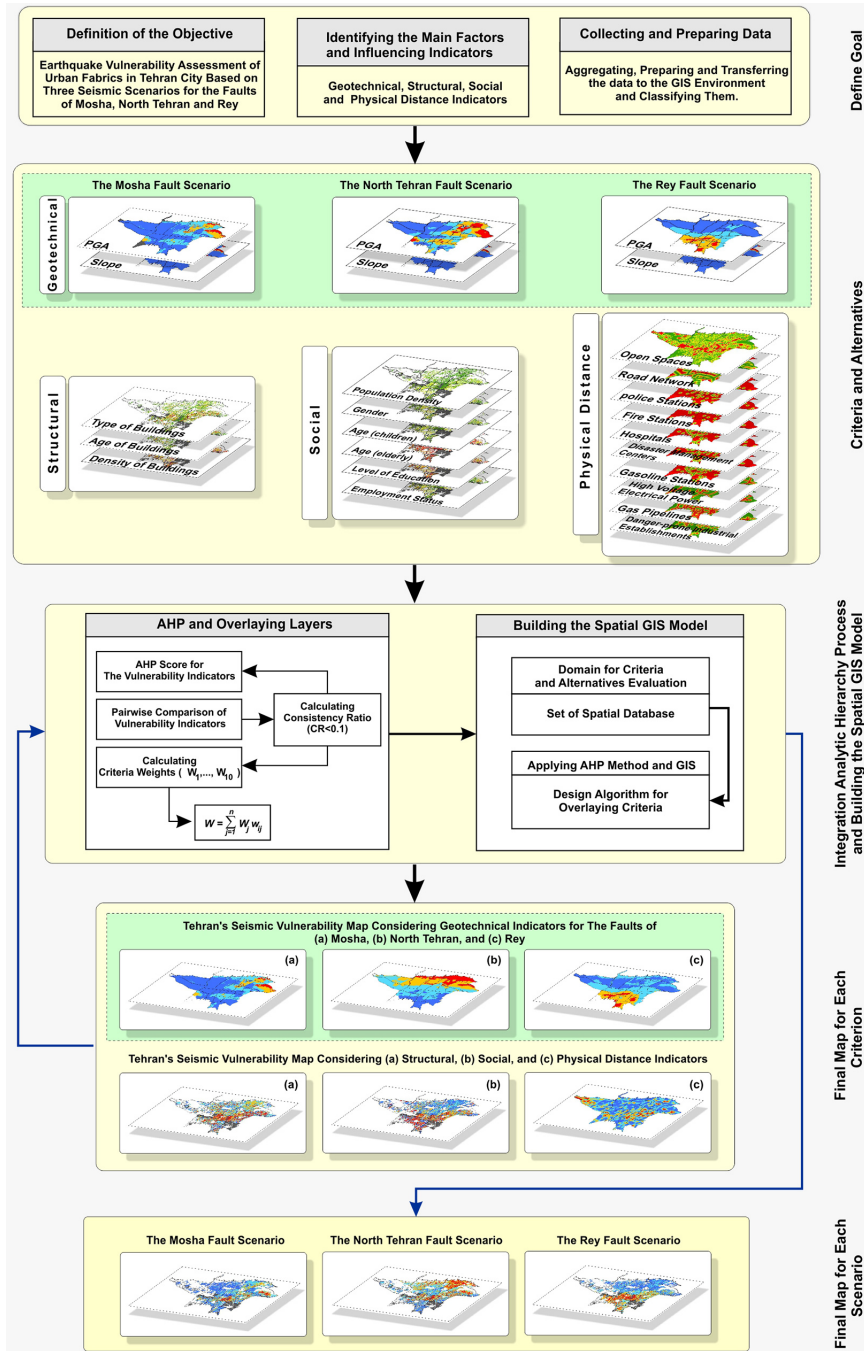 Definition of the Objective
Earthquake Vulnerability Assessment of
Urban Fabrics in Tehran City Based on
Three Seismic Scenarios for the Faults
of Mosha, North Tehran and Rey
Identifying the Main Factors
and Influencing Indicators
Geotechnical, Structural, Social
and Physical Distance Indicators
Collecting and Preparing Data
Aggregating, Preparing and Transferring
the data to the GIS Environment
and Classifying Them.
Define Goal
The Mosha Fault Scenario
The North Tehran Fault Scenario
The Rey Fault Scenario
Geotechnical
PGA
Slope
PGA
Slope
PGA
Slope
Structural
Type of Buildings
Age of Buildings
Density of Buildings
Social
Population Density
Gender
Age (children)
Age (elderly)
Level of Education
Employment Status
Physical Distance
Open Spaces
Road Network
police Stations
Fire Stations
Hospitals
Disaster Management
Centers
Gasoline Stations
High Voltage
Electrical Power
Gas Pipelines
Danger-prone Industrial
Establishments
Criteria and Alternatives
AHP and Overlaying Layers
AHP Score for
The Vulnerability Indicators
Pairwise Comparison of
Vulnerability Indicators
Calculating
Criteria Weights ( W1,..., W10 )
Calculating
Consistency Ratio
(CR<0.1)
W = ∑ j=1 n Wj wij
Building the Spatial GIS Model
Domain for Criteria
and Alternatives Evaluation
Set of Spatial Database
Applying AHP Method and GIS
Design Algorithm for
Overlaying Criteria
Integration Analytic Hierarchy Process
and Building the Spatial GIS Model
Tehran's Seismic Vulnerability Map Considering Geotechnical Indicators for The Faults of
(a) Mosha, (b) North Tehran, and (c) Rey
(a)
(b)
(c)
Tehran's Seismic Vulnerability Map Considering (a) Structural, (b) Social, and (c) Physical Distance Indicators
(a)
(b)
(c)
Final Map for Each
Criterion
The Mosha Fault Scenario
The North Tehran Fault Scenario
The Rey Fault Scenario
Final Map for Each
Scenario